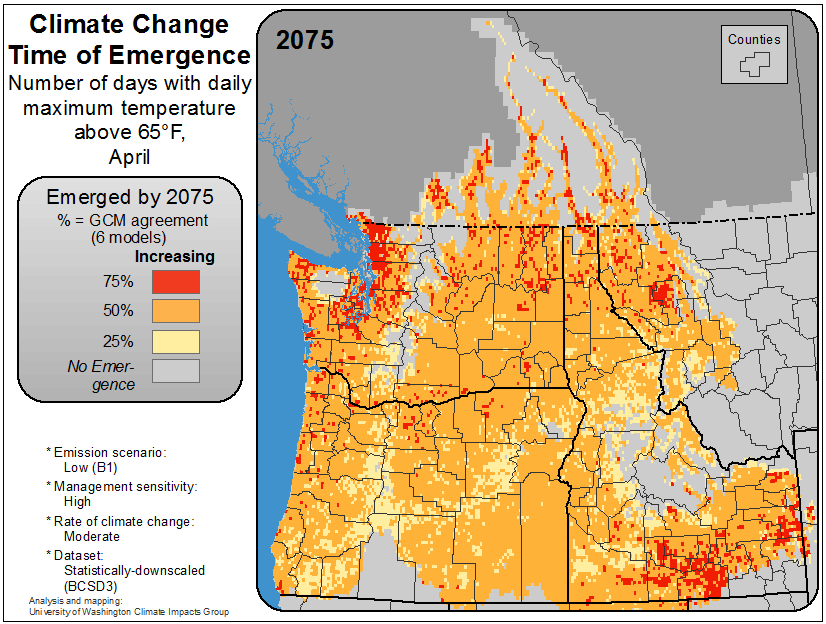 Climate Change
Time of Emergence
Number of days with daily
maximum temperature
above 65°F,
April
2075
Counties
Emerged by 2075
% = GCM agreement
(6 models)
Increasing
75%
50%
25%
No Emer-
gence
* Emission scenario:
Low (B1)
* Management sensitivity:
High
* Rate of climate change:
Moderate
* Dataset:
Statistically-downscaled
(BCSD3)
Analysis and mapping:
University of Washington Climate Impacts Group